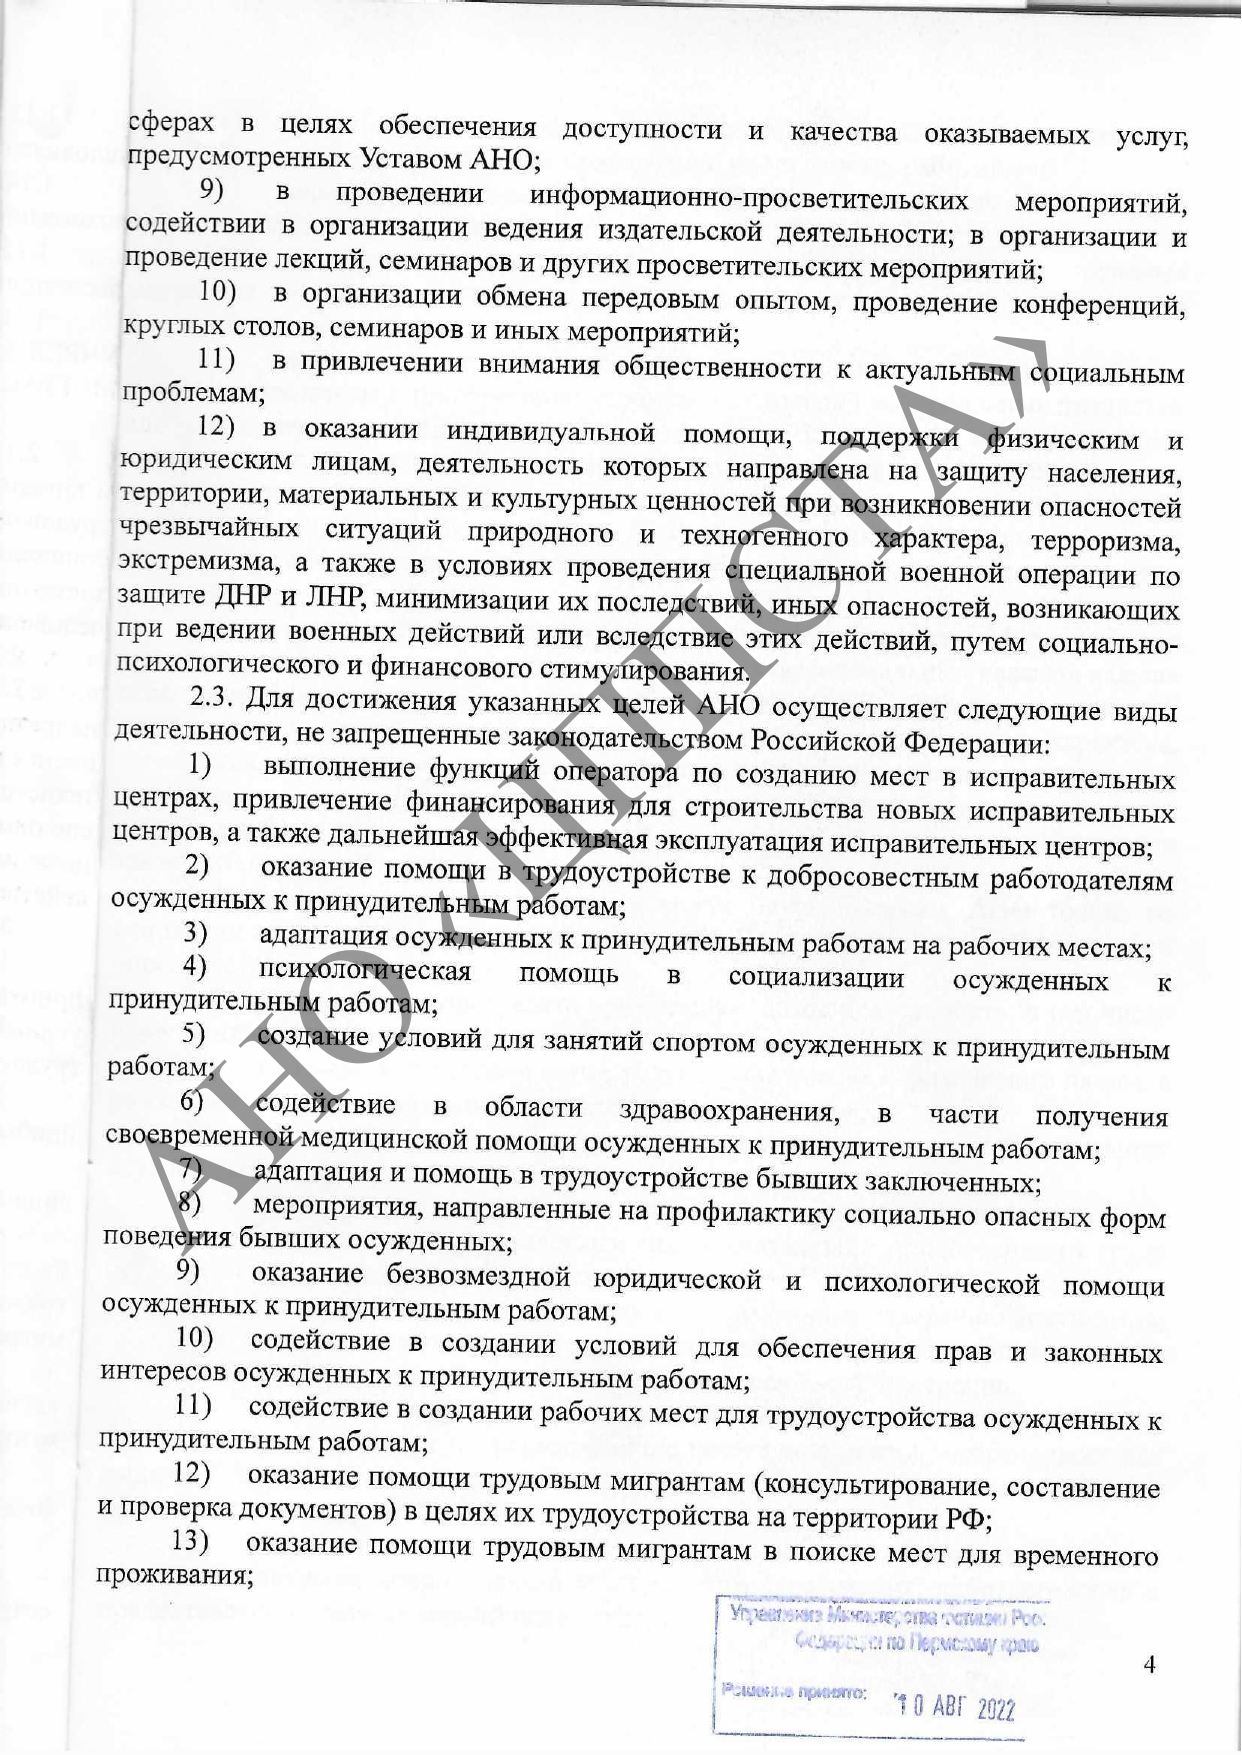 сферах в целях обеспечения доступности и качества оказываемых услуг,
предусмотренных Уставом АНО;
9) в проведении информационно-просветительских мероприятий,
содействии в организации ведения издательской деятельности; в организации и
проведение лекций, семинаров и других просветительских мероприятий;
10) в организации обмена передовым опытом, проведение конференций,
круглых столов, семинаров и иных мероприятий;
11) в привлечении внимания общественности к актуальным социальным
проблемам;
12) в оказании индивидуальной помощи, поддержки физическим и
юридическим лицам, деятельность которых направлена на защиту населения,
территории, материальных и культурных ценностей при возникновении опасностей
чрезвычайных ситуаций природного и техногенного характера, терроризма,
экстремизма, а также в условиях проведения специальной военной операции по
защите ДНР и ЛНР, минимизации их последствий, иных опасностей, возникающих
при ведении военных действий или вследствие этих действий, путем социально-
психологического и финансового стимулирования.
2.3. Для достижения указанных целей АНО осуществляет следующие виды
деятельности, не запрещенные законодательством Российской Федерации:
1) выполнение функций оператора по созданию мест в исправительных
центрах, привлечение финансирования для строительства новых исправительных
центров, а также дальнейшая эффективная эксплуатация исправительных центров;
2) оказание помощи в трудоустройстве к добросовестным работодателям
осужденных к принудительным работам;
3) адаптация осужденных к принудительным работам на рабочих местах;
4) психологическая помощь в социализации осужденных к
принудительным работам;
5) создание условий для занятий спортом осужденных к принудительным
работам;
6) содействие в области здравоохранения, в части получения
своевременной медицинской помощи осужденных к принудительным работам;
7) адаптация и помощь в трудоустройстве бывших заключенных;
8) мероприятия, направленные на профилактику социально опасных форм
поведения бывших осужденных;
9) оказание безвозмездной юридической и психологической помощи
осужденных к принудительным работам;
10) содействие в создании условий для обеспечения прав и законных
интересов осужденных к принудительным работам;
11) содействие в создании рабочих мест для трудоустройства осужденных к
принудительным работам;
12) оказание помощи трудовым мигрантам (консультирование, составление
и проверка документов) в целях их трудоустройства на территории РФ;
13) оказание помощи трудовым мигрантам в поиске мест для временного
проживания;
АНО «ЦППСТА»
Управление Министерства юстиции Рос.
Федерации по Пермскому краю
Решение принято: 10 АВГ 2022
4